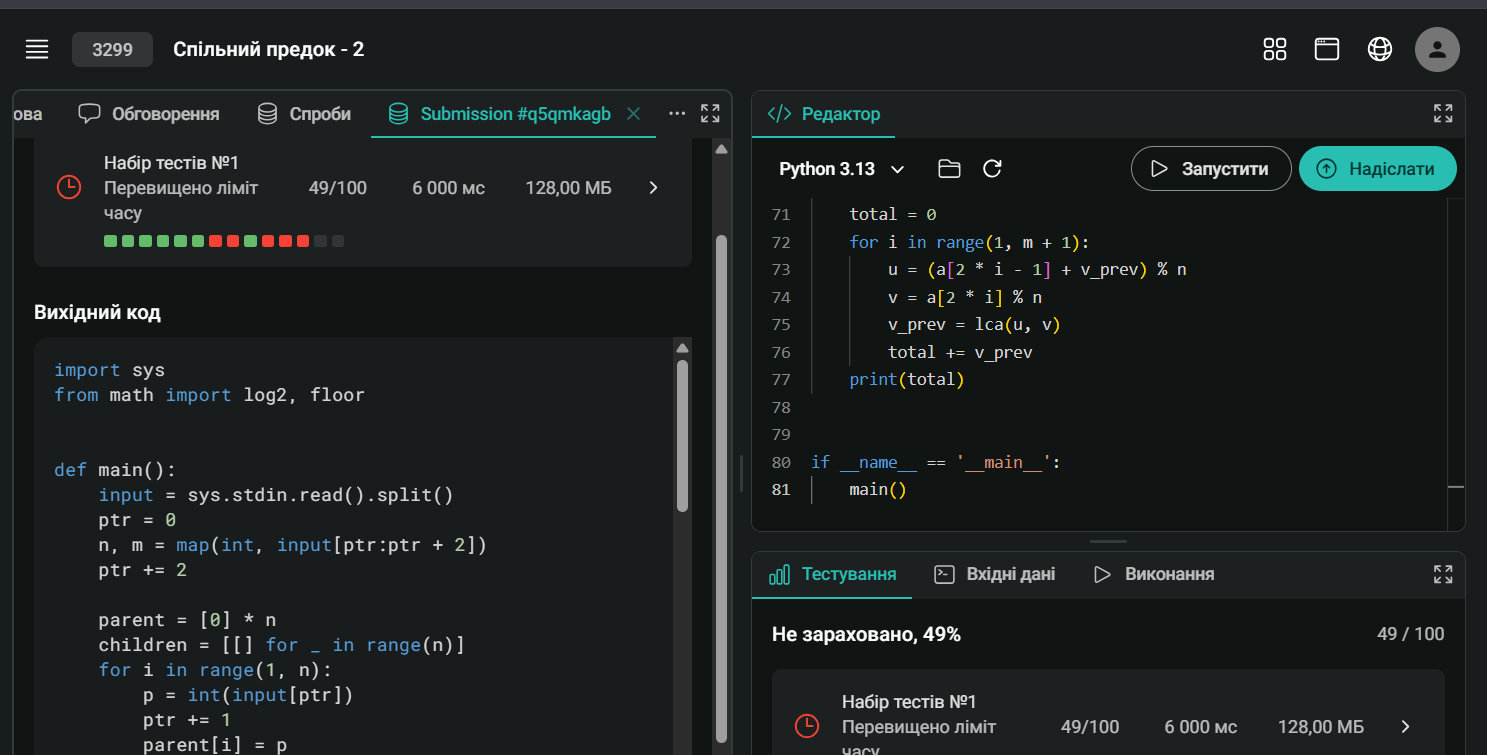 3299 Спільний предок - 2
ова Обговорення Спроби Submission #q5qmkagb
Набір тестів №1
Перевищено ліміт
часу
49/100 6 000 мс 128,00 МБ
Вихідний код
import sys
from math import log2, floor
def main():
    input = sys.stdin.read().split()
    ptr = 0
    n, m = map(int, input[ptr:ptr + 2])
    ptr += 2
    parent = [0] * n
    children = [[] for _ in range(n)]
    for i in range(1, n):
        p = int(input[ptr])
        ptr += 1
        parent[i] = p
Редактор
Python 3.13 Запустити Надіслати
71     total = 0
72     for i in range(1, m + 1):
73         u = (a[2 * i - 1] + v_prev) % n
74         v = a[2 * i] % n
75         v_prev = lca(u, v)
76         total += v_prev
77     print(total)
78
79
80 if __name__ == '__main__':
81     main()
Тестування Вхідні дані Виконання
Не зараховано, 49% 49 / 100
Набір тестів №1
Перевищено ліміт
часу
49/100 6 000 мс 128,00 МБ